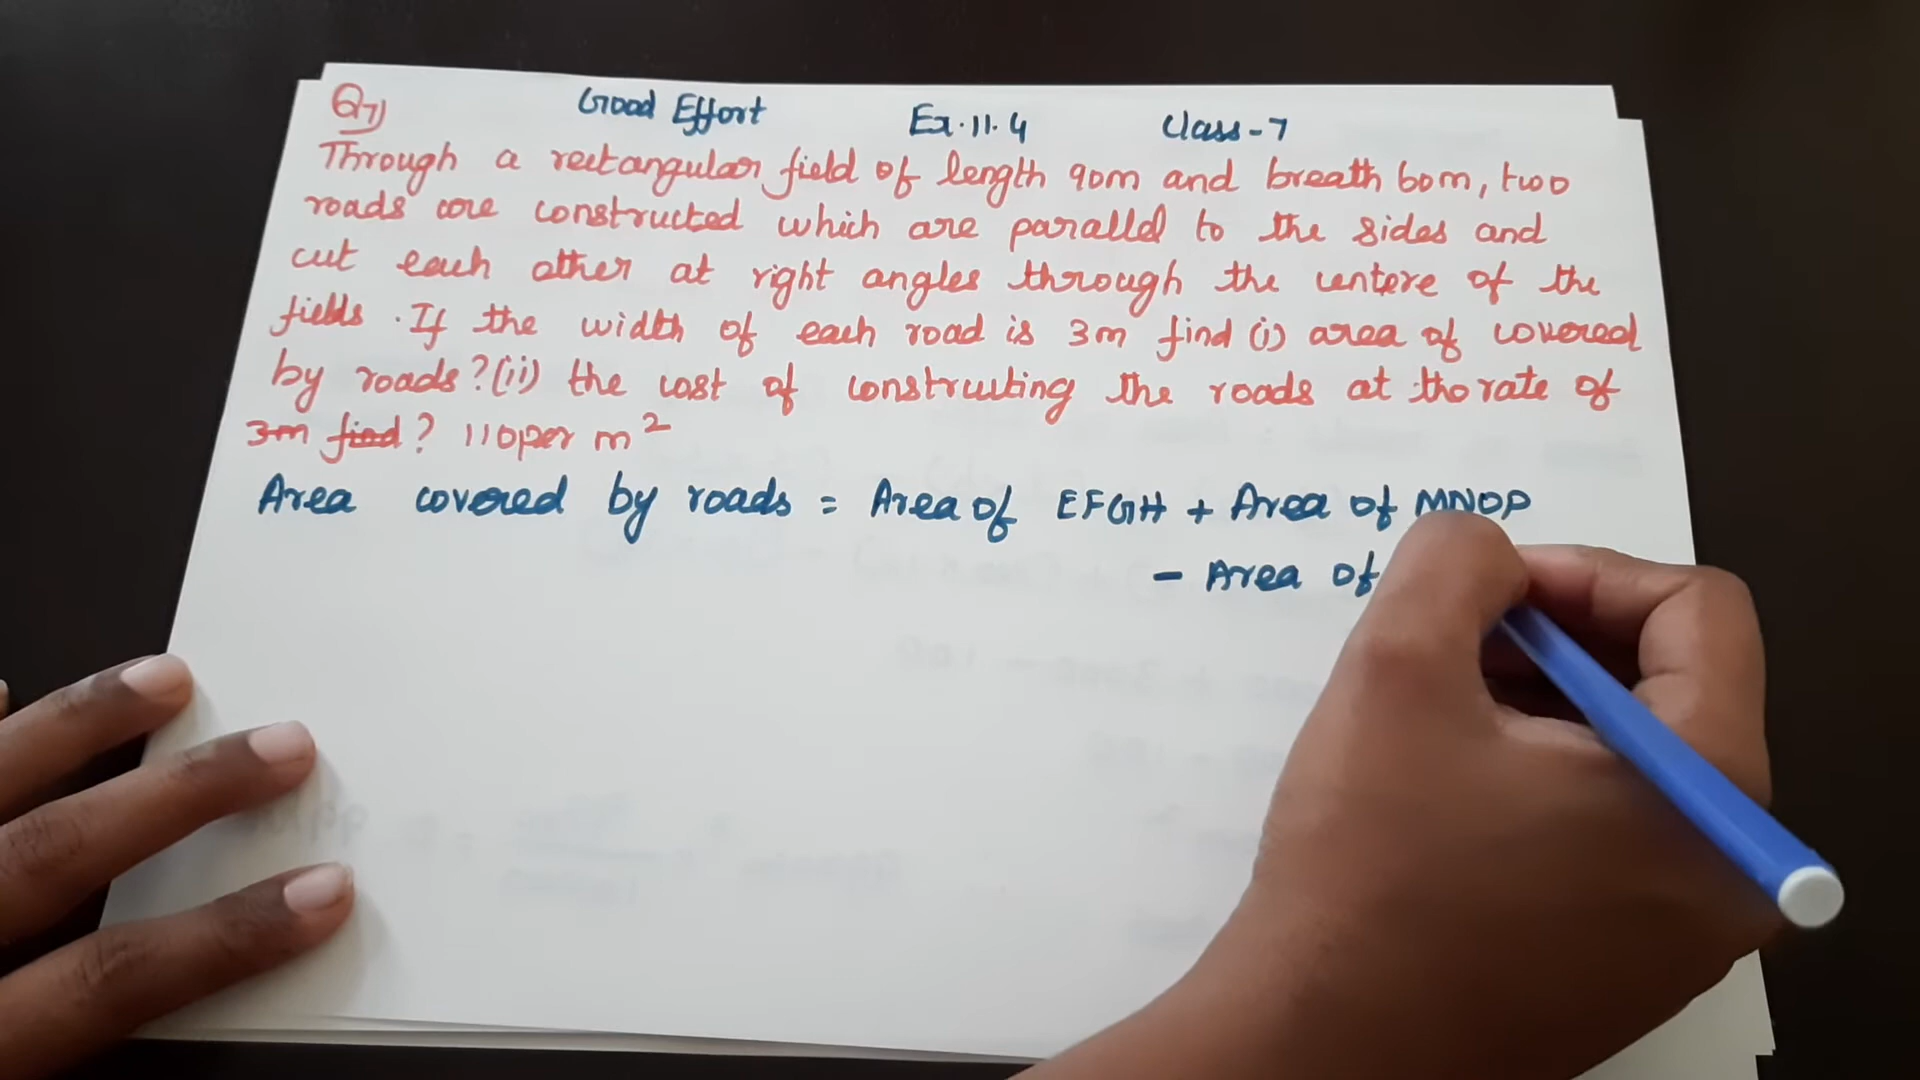 Q7)
Good Effort Ex.11.4 Class-7
Through a rectangular field of length 90m and breath 60m, two
roads are constructed which are parallel to the sides and
cut each other at right angles through the centere of the
fields. If the width of each road is 3m find (i) area of covered
by roads? (ii) the cost of constructing the roads at the rate of
3m find? 110per m²
Area covered by roads = Area of EFGH + Area of MNOP
- Area of